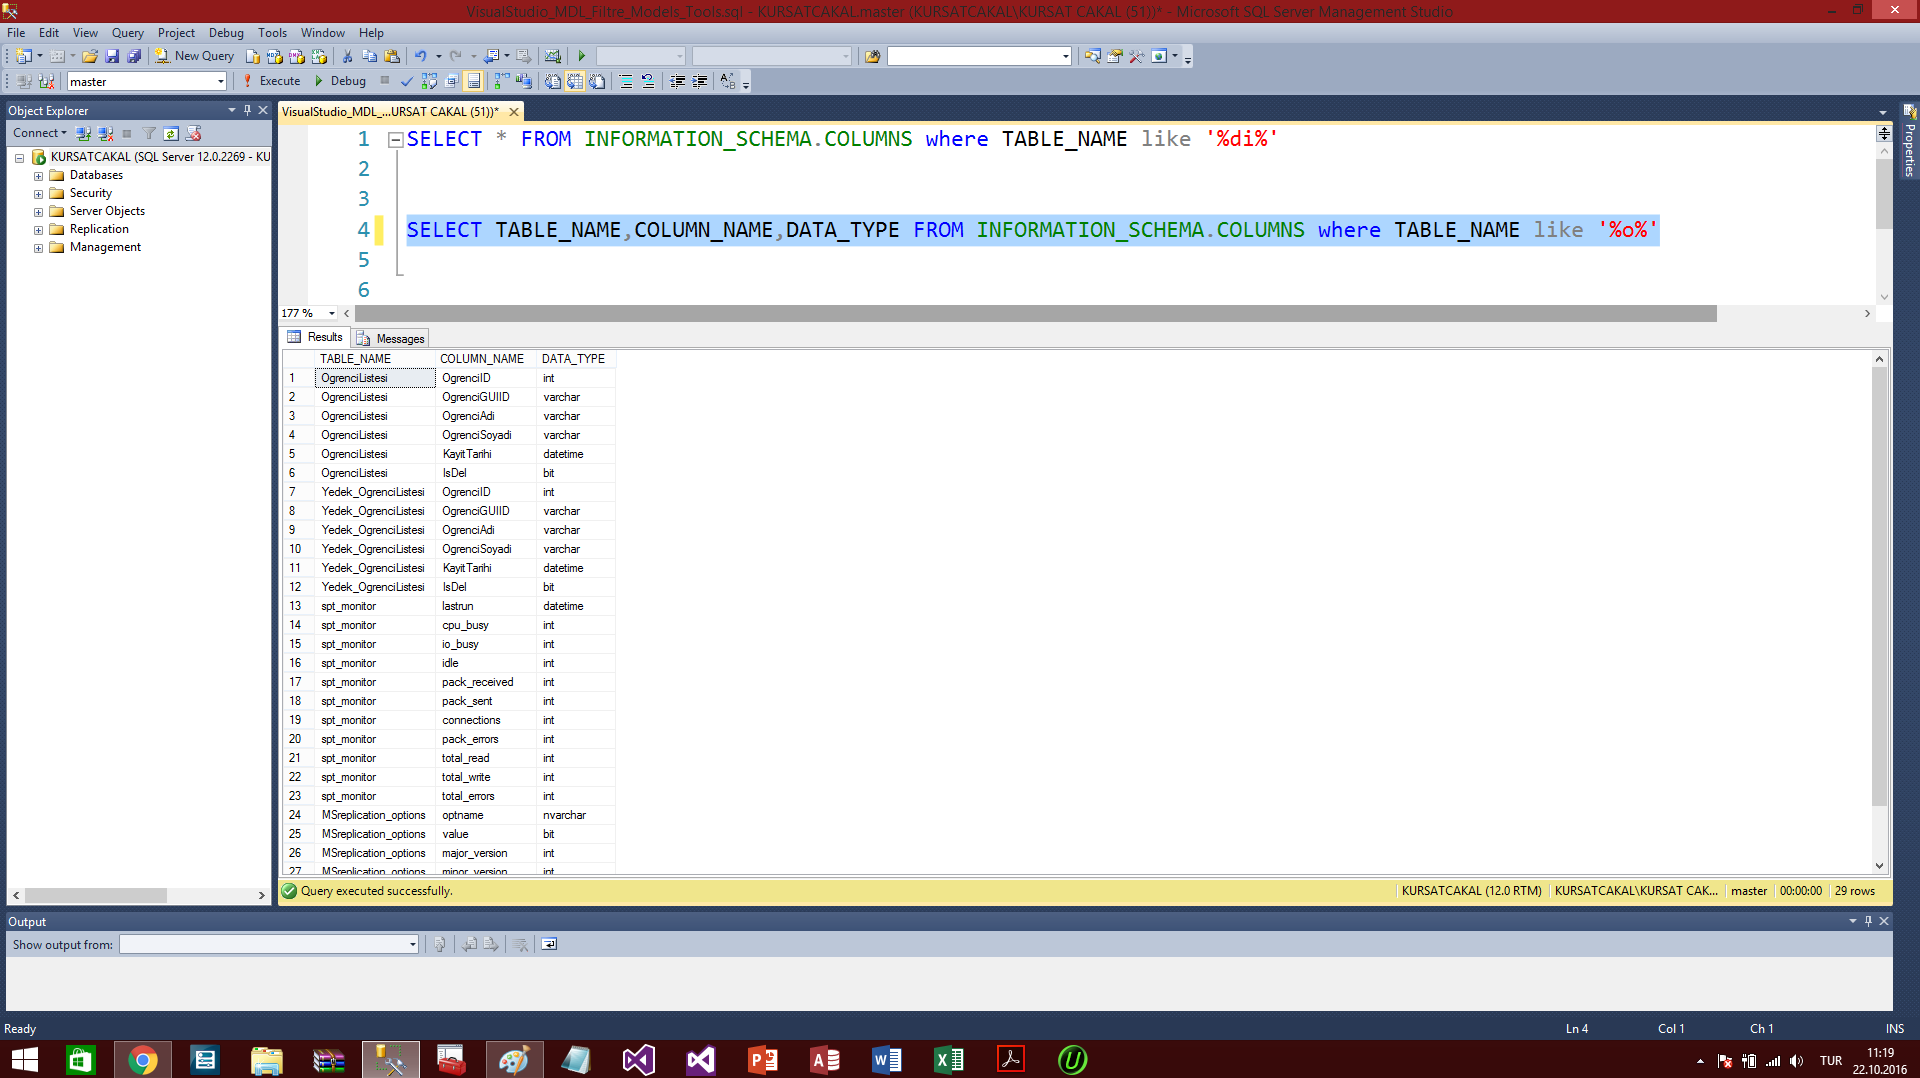 VisualStudio_MDL_Filtre_Models_Tools.sql - KURSATCAKAL.master (KURSATCAKAL\KURSAT CAKAL (51))* - Microsoft SQL Server Management Studio
File Edit View Query Project Debug Tools Window Help
New Query
master Execute Debug
Object Explorer
Connect
KURSATCAKAL (SQL Server 12.0.2269 - KU
Databases
Security
Server Objects
Replication
Management
VisualStudio_MDL_...URSAT CAKAL (51))*
1 SELECT * FROM INFORMATION_SCHEMA.COLUMNS where TABLE_NAME like '%di%'
2
3
4 SELECT TABLE_NAME,COLUMN_NAME,DATA_TYPE FROM INFORMATION_SCHEMA.COLUMNS where TABLE_NAME like '%o%'
5
6
177 %
Properties
Results Messages
TABLE_NAME COLUMN_NAME DATA_TYPE
1 OgrenciListesi OgrenciID int
2 OgrenciListesi OgrenciGUIID varchar
3 OgrenciListesi OgrenciAdi varchar
4 OgrenciListesi OgrenciSoyadi varchar
5 OgrenciListesi KayitTarihi datetime
6 OgrenciListesi IsDel bit
7 Yedek_OgrenciListesi OgrenciID int
8 Yedek_OgrenciListesi OgrenciGUIID varchar
9 Yedek_OgrenciListesi OgrenciAdi varchar
10 Yedek_OgrenciListesi OgrenciSoyadi varchar
11 Yedek_OgrenciListesi KayitTarihi datetime
12 Yedek_OgrenciListesi IsDel bit
13 spt_monitor lastrun datetime
14 spt_monitor cpu_busy int
15 spt_monitor io_busy int
16 spt_monitor idle int
17 spt_monitor pack_received int
18 spt_monitor pack_sent int
19 spt_monitor connections int
20 spt_monitor pack_errors int
21 spt_monitor total_read int
22 spt_monitor total_write int
23 spt_monitor total_errors int
24 MSreplication_options optname nvarchar
25 MSreplication_options value bit
26 MSreplication_options major_version int
27 MSreplication_options minor_version int
Query executed successfully. KURSATCAKAL (12.0 RTM) KURSATCAKAL\KURSAT CAK... master 00:00:00 29 rows
Output
Show output from:
Ready Ln 4 Col 1 Ch 1 INS
TUR 11:19
22.10.2016